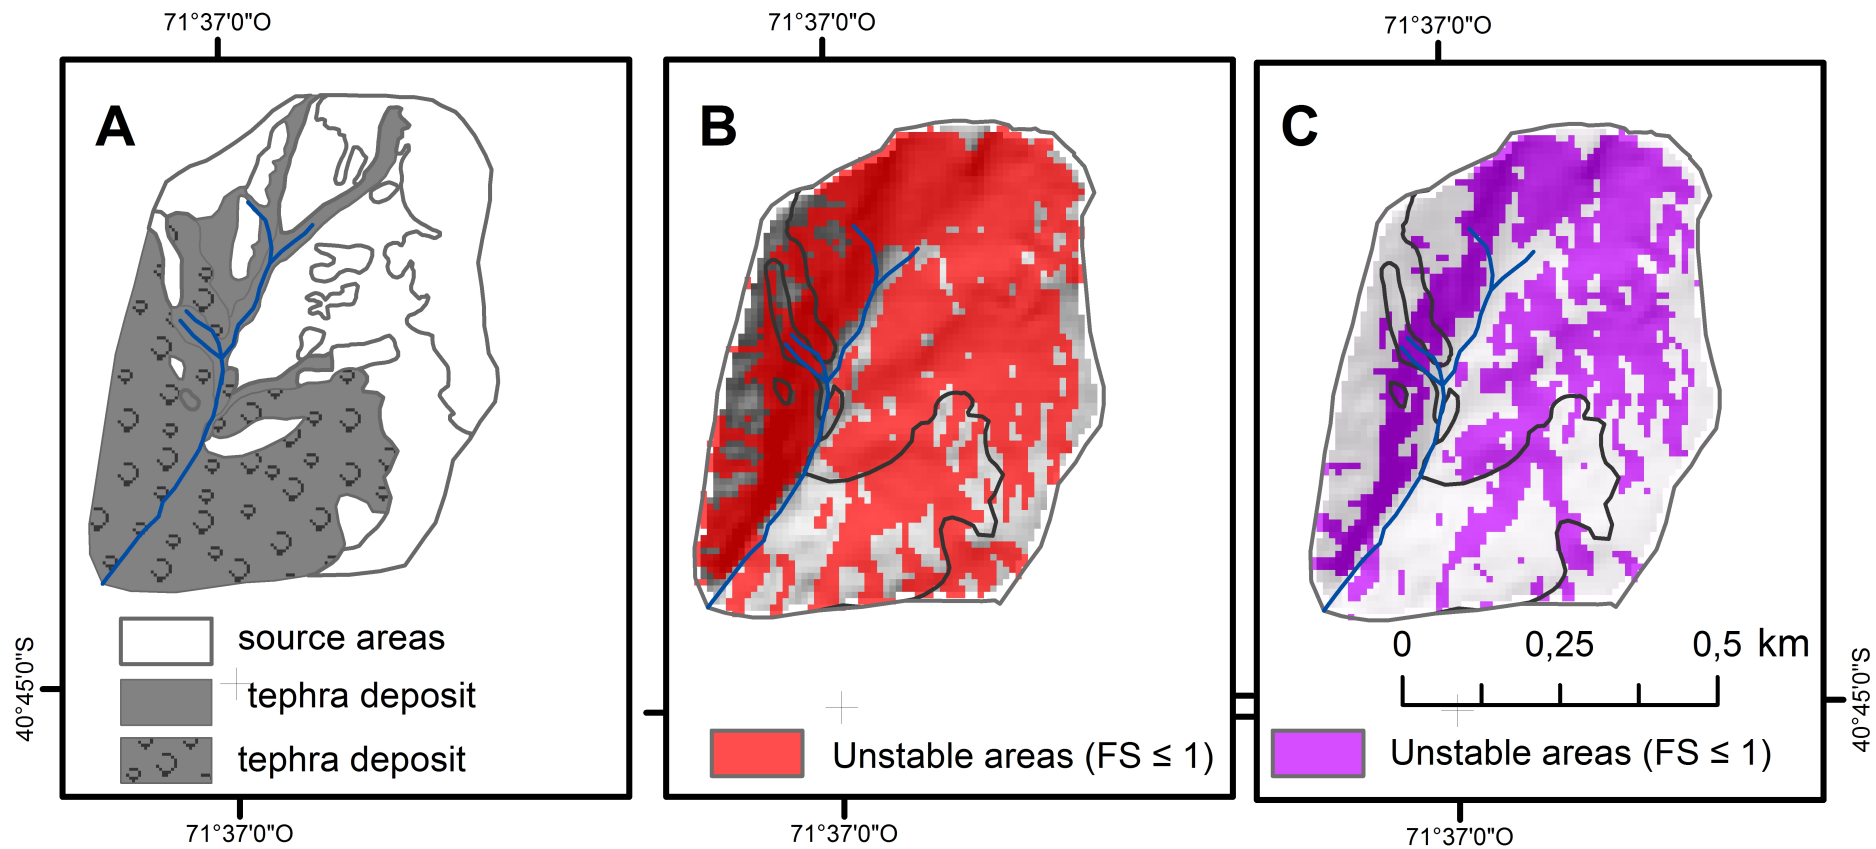 71°37'0"O
71°37'0"O
71°37'0"O
A
B
C
source areas
tephra deposit
tephra deposit
40°45'0"S
Unstable areas (FS ≤ 1)
0 0,25 0,5 km
Unstable areas (FS ≤ 1)
40°45'0"S
71°37'0"O
71°37'0"O
71°37'0"O